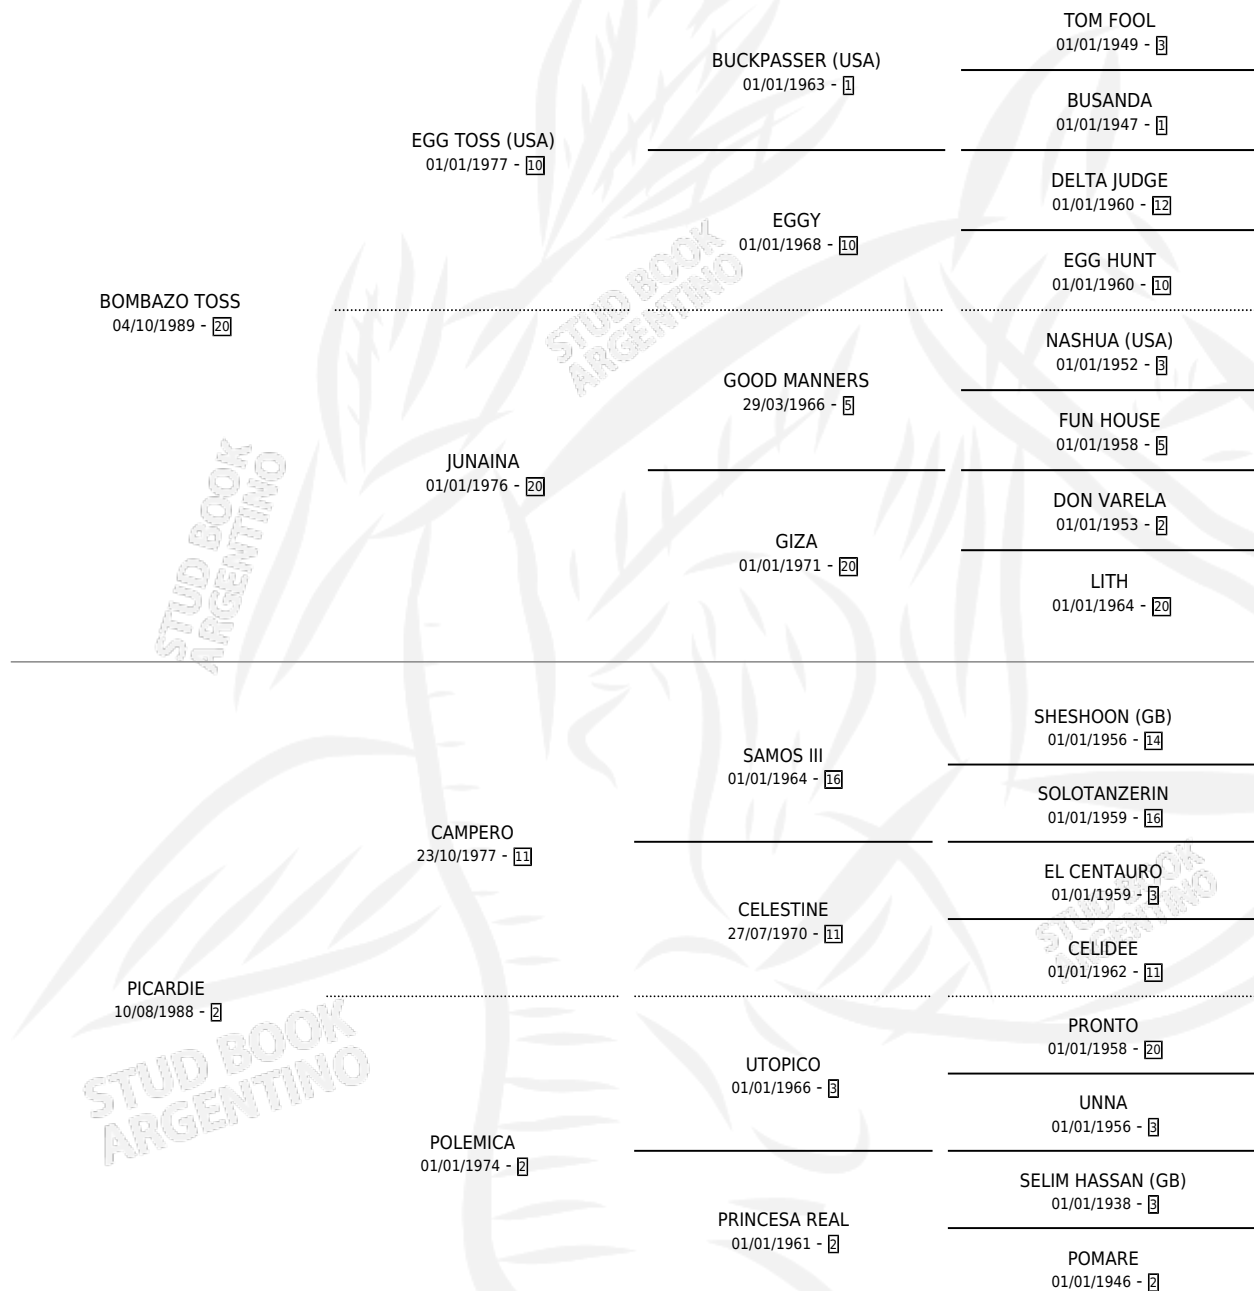 TOM FOOL
01/01/1949 - 3
BUCKPASSER (USA)
01/01/1963 - 1
BUSANDA
01/01/1947 - 1
EGG TOSS (USA)
01/01/1977 - 10
DELTA JUDGE
01/01/1960 - 12
EGGY
01/01/1968 - 10
EGG HUNT
01/01/1960 - 10
BOMBAZO TOSS
04/10/1989 - 20
NASHUA (USA)
01/01/1952 - 3
GOOD MANNERS
29/03/1966 - 5
FUN HOUSE
01/01/1958 - 5
JUNAINA
01/01/1976 - 20
DON VARELA
01/01/1953 - 2
GIZA
01/01/1971 - 20
LITH
01/01/1964 - 20
SHESHOON (GB)
01/01/1956 - 14
SAMOS III
01/01/1964 - 16
SOLOTANZERIN
01/01/1959 - 16
CAMPERO
23/10/1977 - 11
EL CENTAURO
01/01/1959 - 3
CELESTINE
27/07/1970 - 11
CELIDEE
01/01/1962 - 11
PICARDIE
10/08/1988 - 2
PRONTO
01/01/1958 - 20
UTOPICO
01/01/1966 - 3
UNNA
01/01/1956 - 3
POLEMICA
01/01/1974 - 2
SELIM HASSAN (GB)
01/01/1938 - 3
PRINCESA REAL
01/01/1961 - 2
POMARE
01/01/1946 - 2
STUD BOOK
ARGENTINO
STUD BOOK
ARGENTINO
STUD BOOK
ARGENTINO
STUD BOOK
ARGENTINO